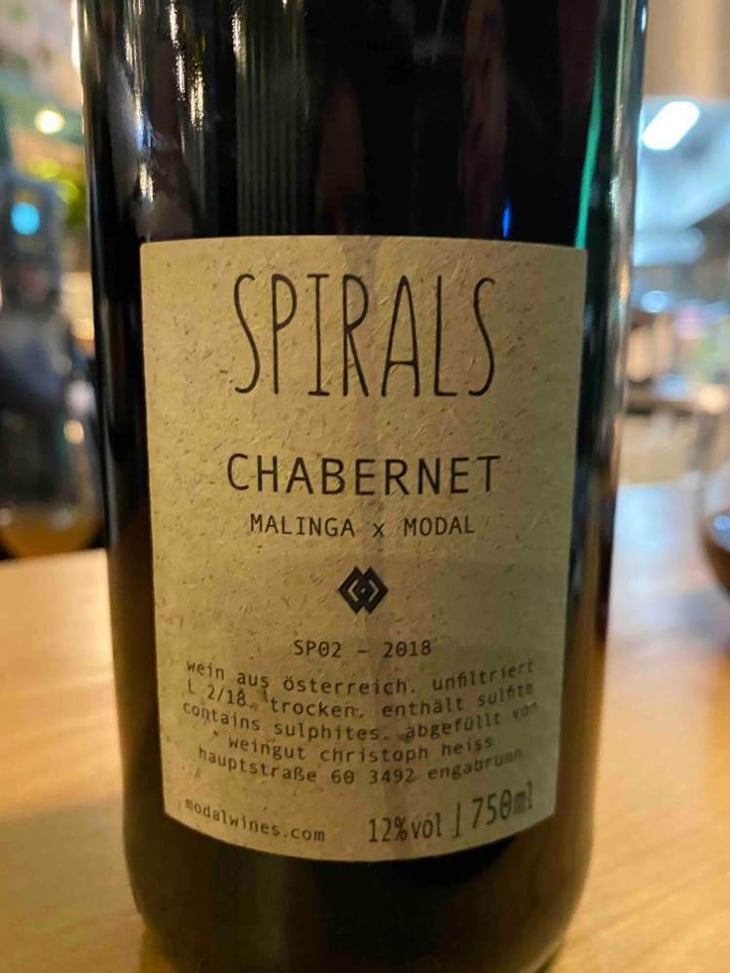 SPIRALS
CHABERNET
MALINGA x MODAL
SP02 - 2018
wein aus österreich. unfiltriert
L 2/18. trocken. enthält sulfite
contains sulphites. abgefüllt von
weingut christoph heiss
hauptstraße 60 3492 engabrunn
modalwines.com
12%vol | 750ml